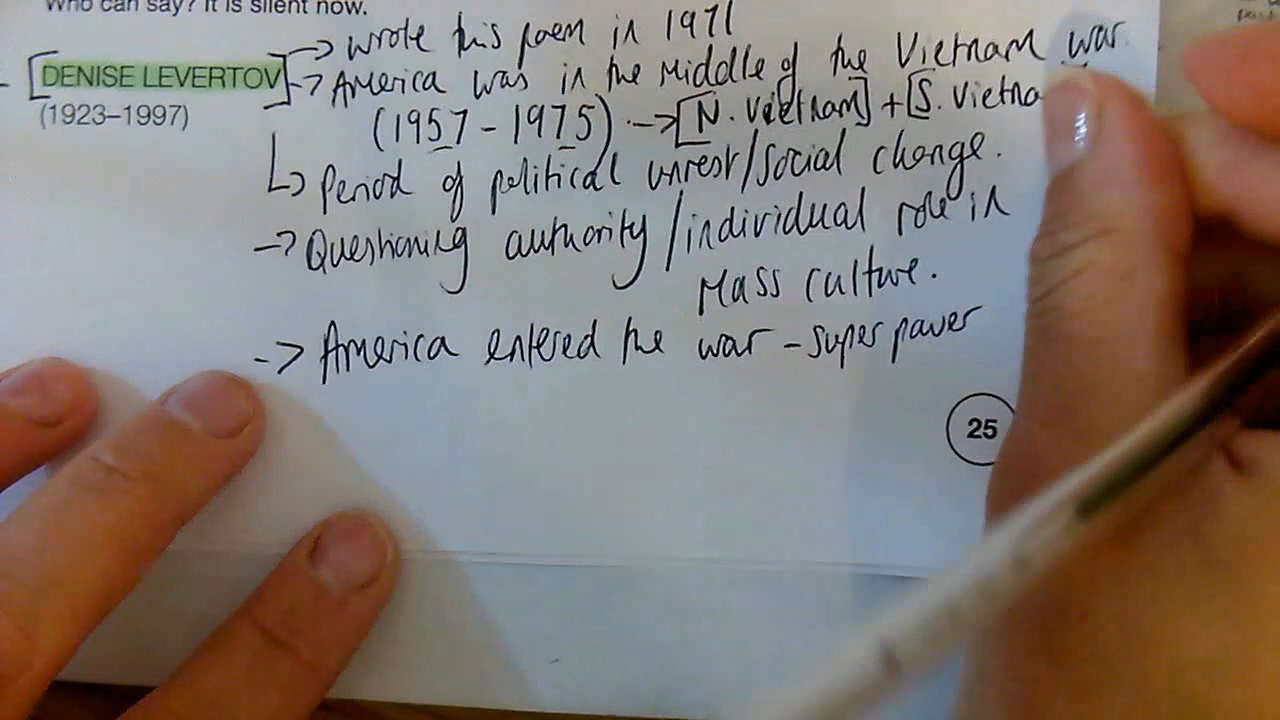 Who can say? It is silent now.
→ wrote this poem in 1971
[DENISE LEVERTOV] → America was in the middle of the Vietnam war.
(1923–1997)
(1957 - 1975) → [N. Vietnam] + [S. Vietna
↳ Period of political unrest/social change.
→ Questioning authority / individual role in
mass culture.
→ America entered the war - super power
25